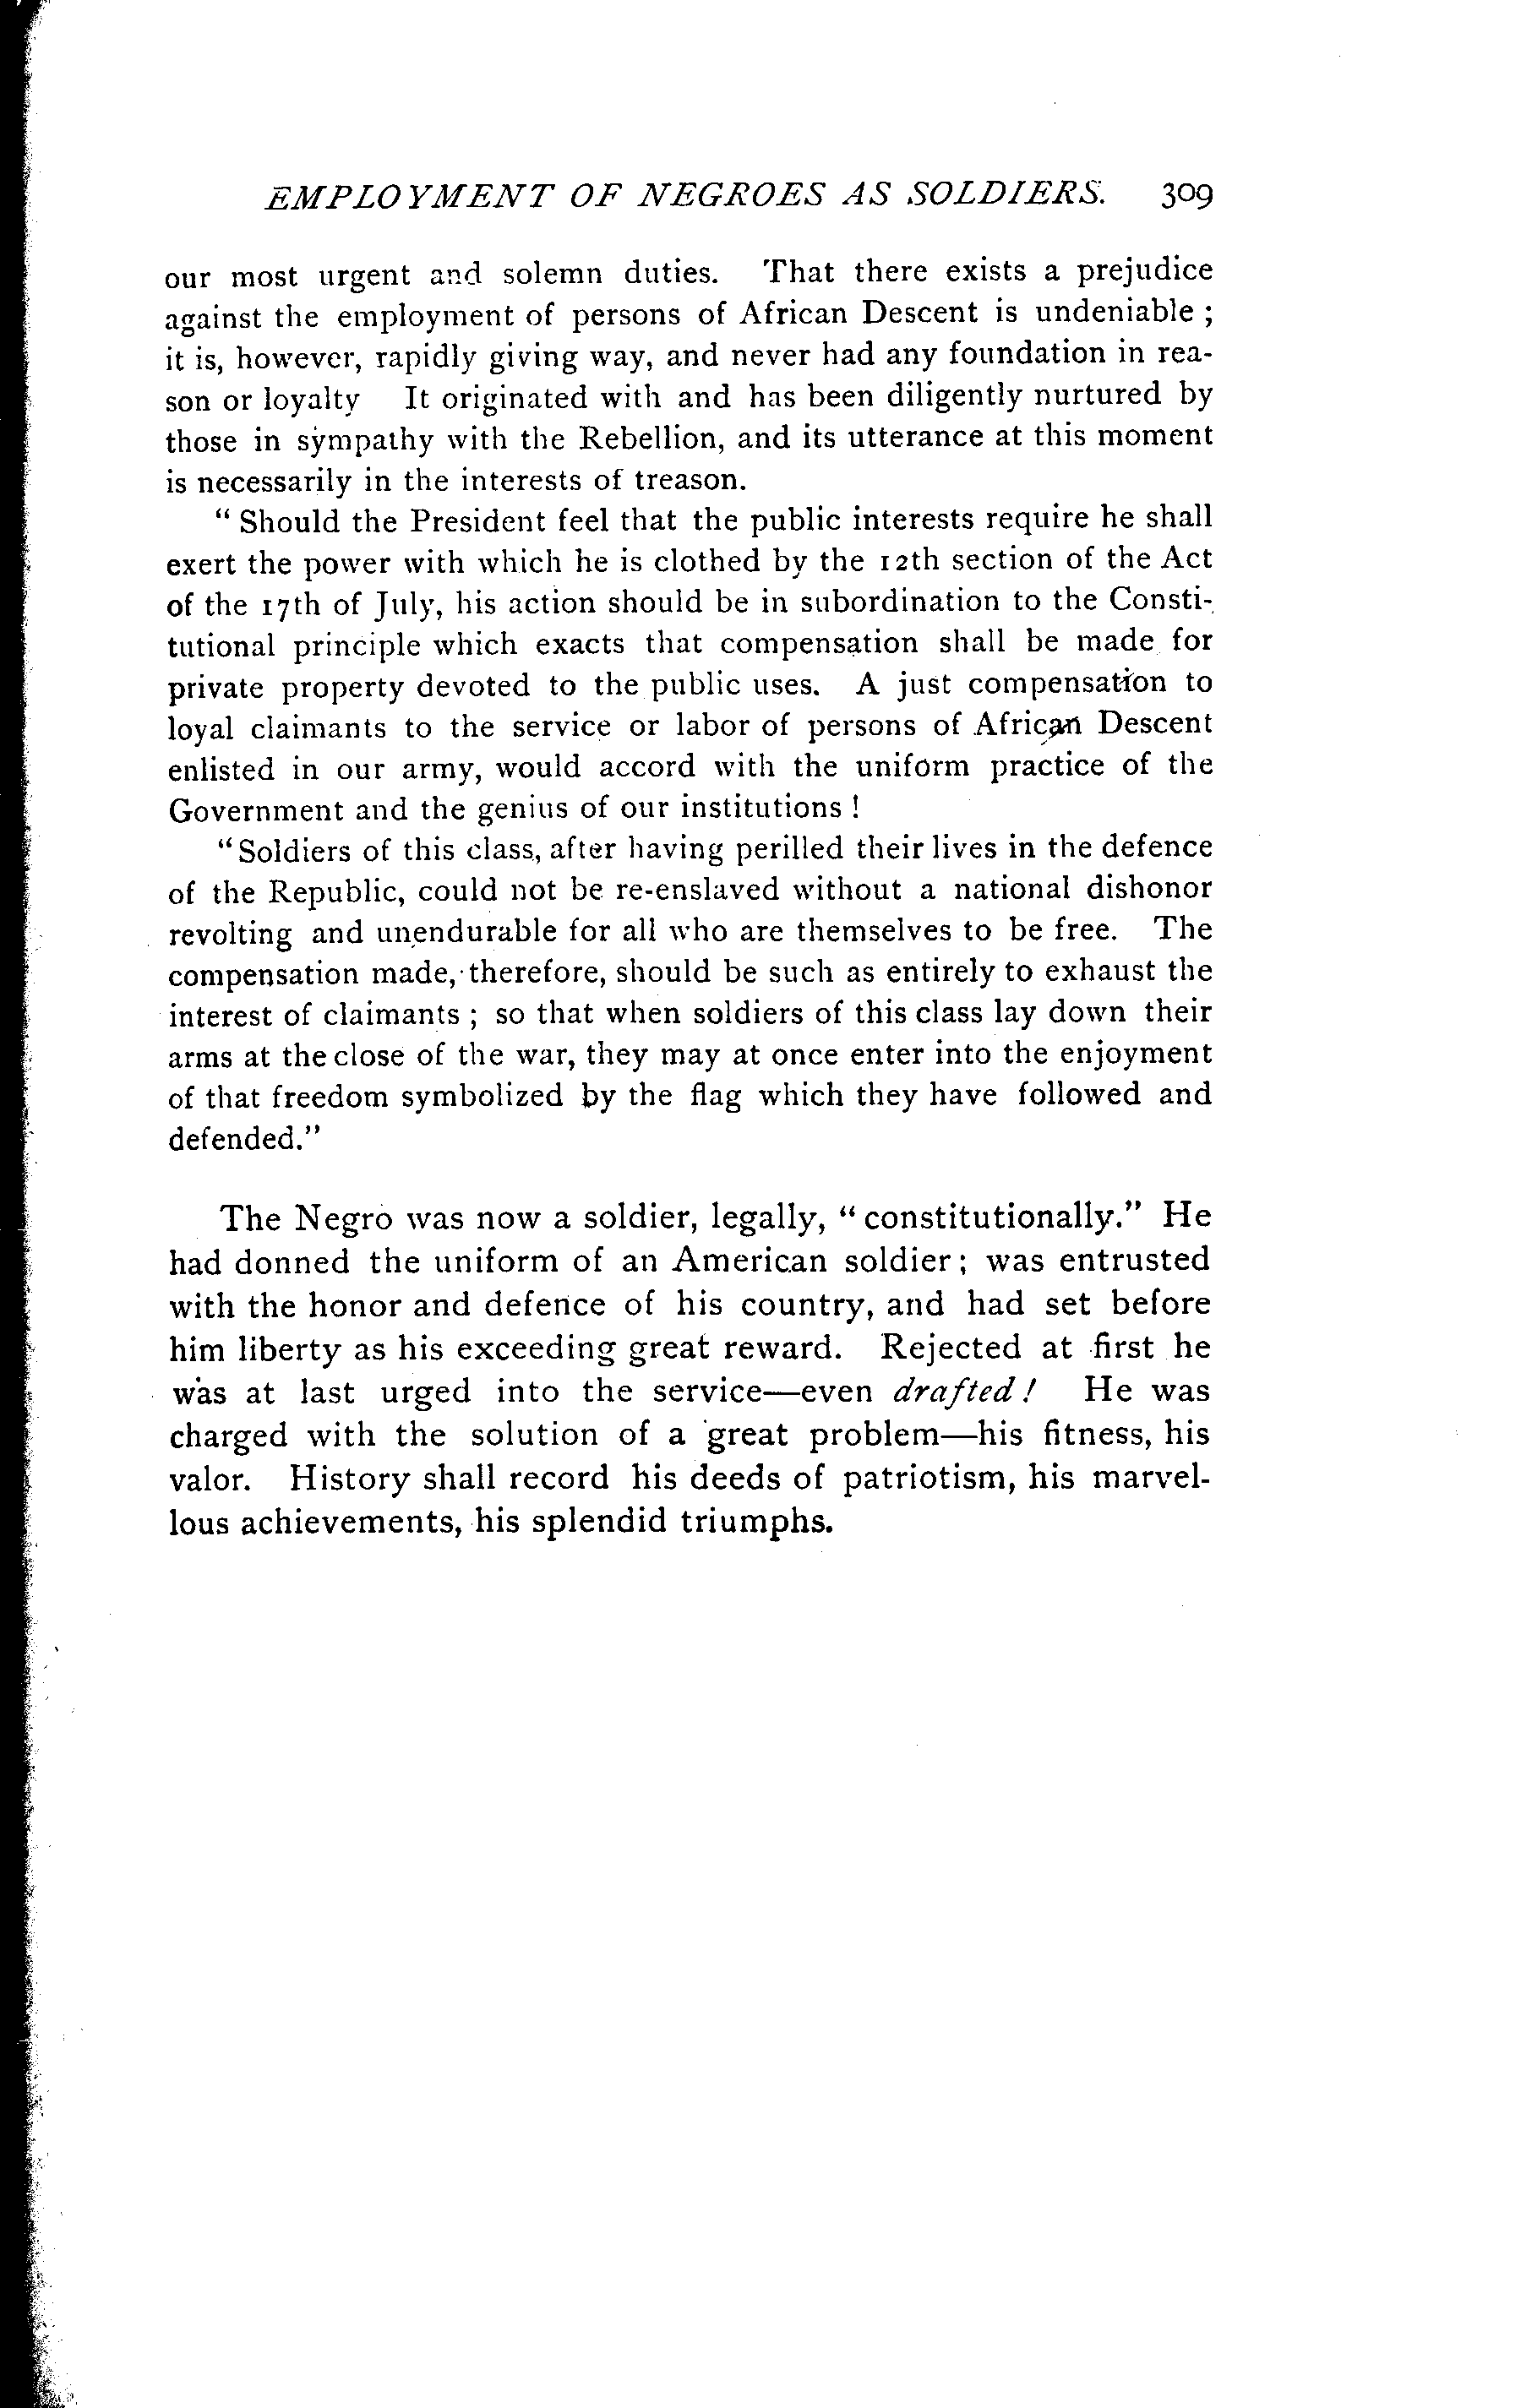 EMPLOYMENT OF NEGROES AS SOLDIERS. 309
our most urgent and solemn duties. That there exists a prejudice
against the employment of persons of African Descent is undeniable ;
it is, however, rapidly giving way, and never had any foundation in rea-
son or loyalty It originated with and has been diligently nurtured by
those in sympathy with the Rebellion, and its utterance at this moment
is necessarily in the interests of treason.
“ Should the President feel that the public interests require he shall
exert the power with which he is clothed by the 12th section of the Act
of the 17th of July, his action should be in subordination to the Consti-
tutional principle which exacts that compensation shall be made for
private property devoted to the public uses. A just compensation to
loyal claimants to the service or labor of persons of African Descent
enlisted in our army, would accord with the uniform practice of the
Government and the genius of our institutions !
“Soldiers of this class, after having perilled their lives in the defence
of the Republic, could not be re-enslaved without a national dishonor
revolting and unendurable for all who are themselves to be free. The
compensation made, therefore, should be such as entirely to exhaust the
interest of claimants ; so that when soldiers of this class lay down their
arms at the close of the war, they may at once enter into the enjoyment
of that freedom symbolized by the flag which they have followed and
defended.”
The Negro was now a soldier, legally, “ constitutionally.” He
had donned the uniform of an American soldier; was entrusted
with the honor and defence of his country, and had set before
him liberty as his exceeding great reward. Rejected at first he
was at last urged into the service—even drafted! He was
charged with the solution of a great problem—his fitness, his
valor. History shall record his deeds of patriotism, his marvel-
lous achievements, his splendid triumphs.